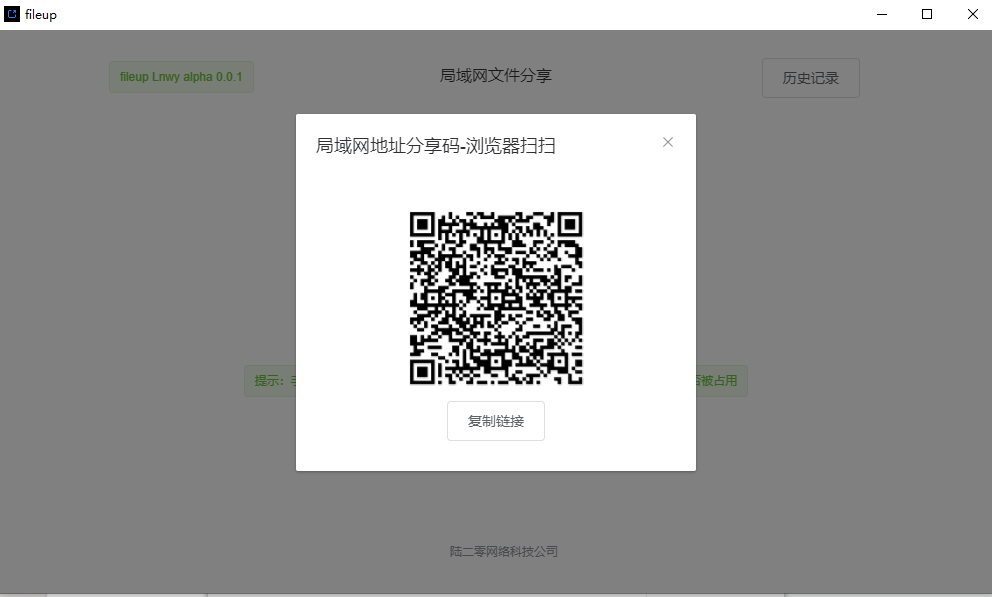 fileup
fileup Lnwy alpha 0.0.1
局域网文件分享
历史记录
局域网地址分享码-浏览器扫扫
提示：
被占用
复制链接
陆二零网络科技公司